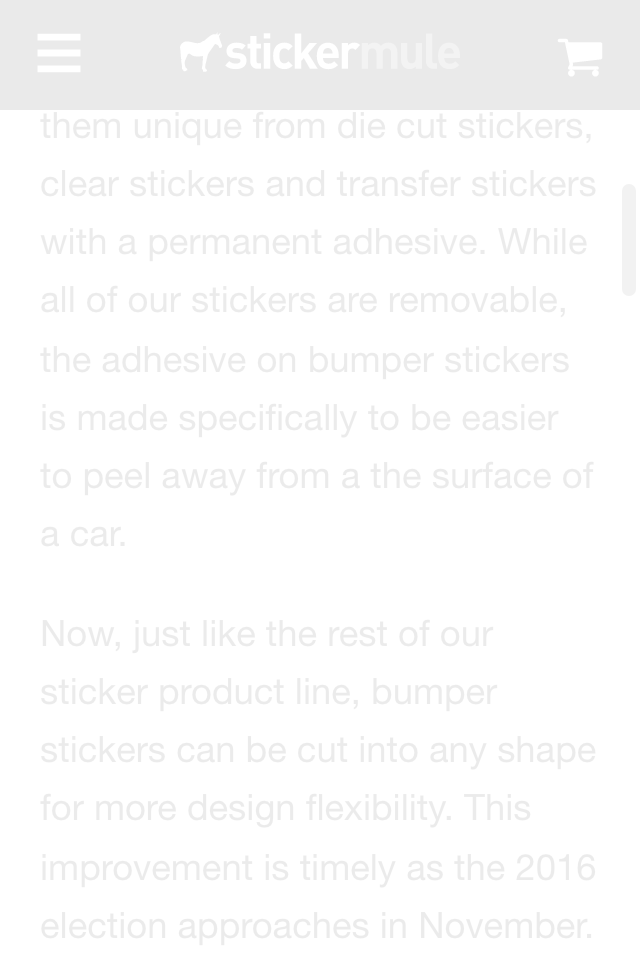 stickermule
them unique from die cut stickers,
clear stickers and transfer stickers
with a permanent adhesive. While
all of our stickers are removable,
the adhesive on bumper stickers
is made specifically to be easier
to peel away from a the surface of
a car.
Now, just like the rest of our
sticker product line, bumper
stickers can be cut into any shape
for more design flexibility. This
improvement is timely as the 2016
election approaches in November.